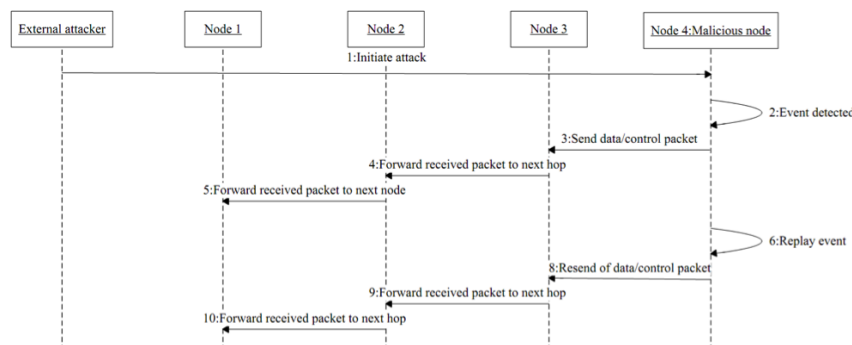 External attacker
Node 1
Node 2
Node 3
Node 4:Malicious node
1:Initiate attack
2:Event detected
3:Send data/control packet
4:Forward received packet to next hop
5:Forward received packet to next node
6:Replay event
8:Resend of data/control packet
9:Forward received packet to next hop
10:Forward received packet to next hop